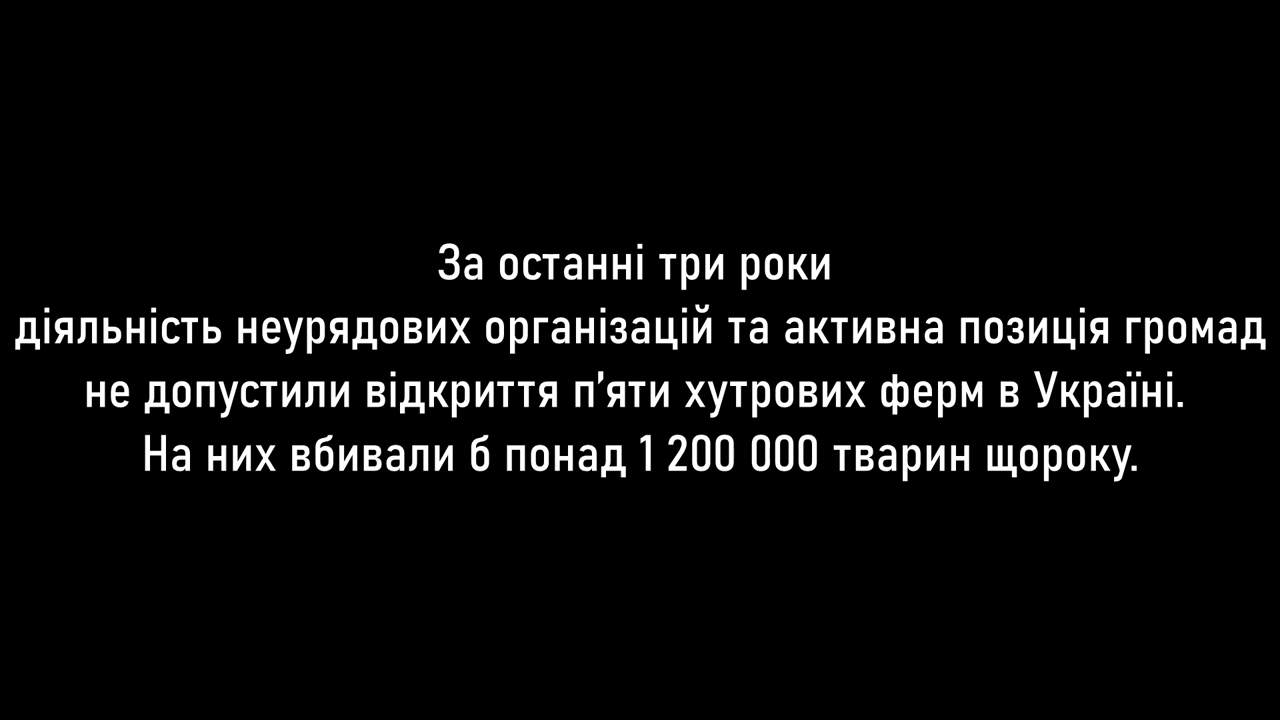 За останні три роки
діяльність неурядових організацій та активна позиція громад
не допустили відкриття п’яти хутрових ферм в Україні.
На них вбивали б понад 1 200 000 тварин щороку.